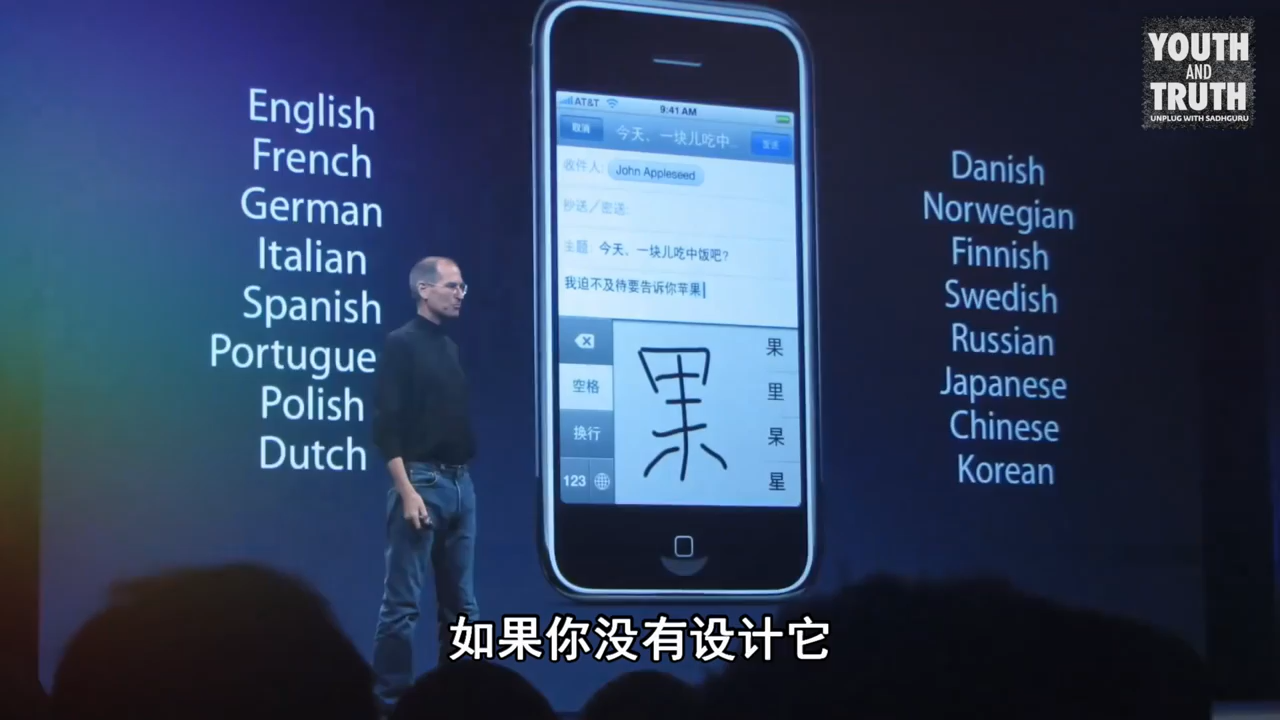 YOUTH
AND
TRUTH
UNPLUG WITH SADHGURU
English
French
German
Italian
Spanish
Portugue
Polish
Dutch
AT&T
9:41 AM
取消
今天、一块儿吃中...
发送
收件人:
John Appleseed
抄送/密送:
主题:
今天、一块儿吃中饭吧?
我迫不及待要告诉你苹果
空格
换行
123
果
果
里
杲
星
Danish
Norwegian
Finnish
Swedish
Russian
Japanese
Chinese
Korean
如果你没有设计它